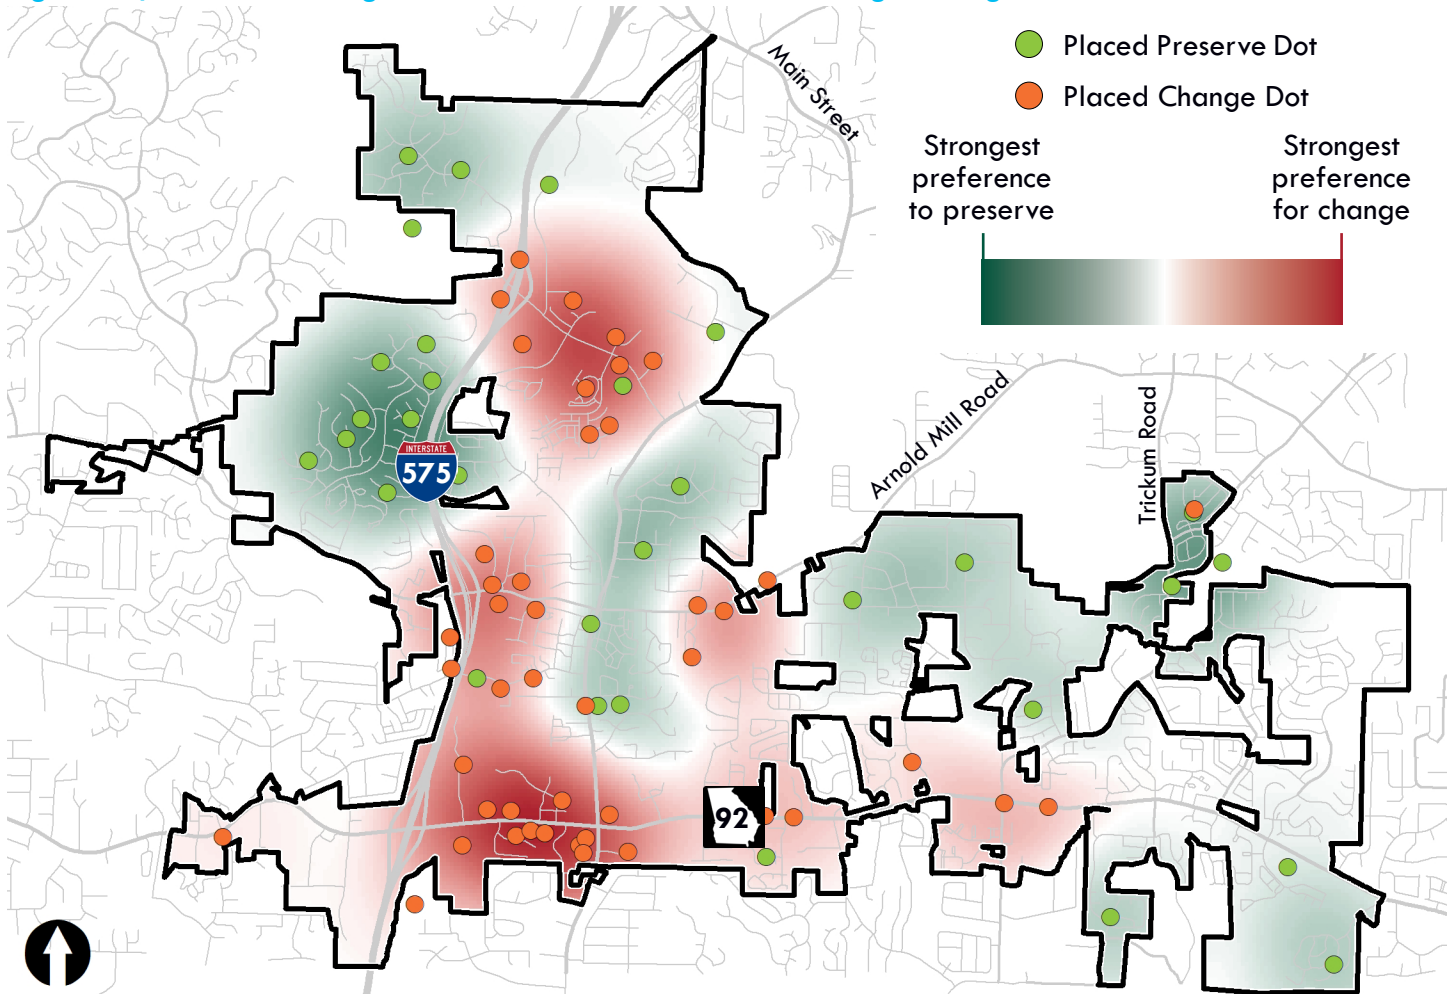 Placed Preserve Dot
Placed Change Dot
Strongest
preference
to preserve
Strongest
preference
for change
Main Street
Arnold Mill Road
Trickum Road
INTERSTATE
575
92